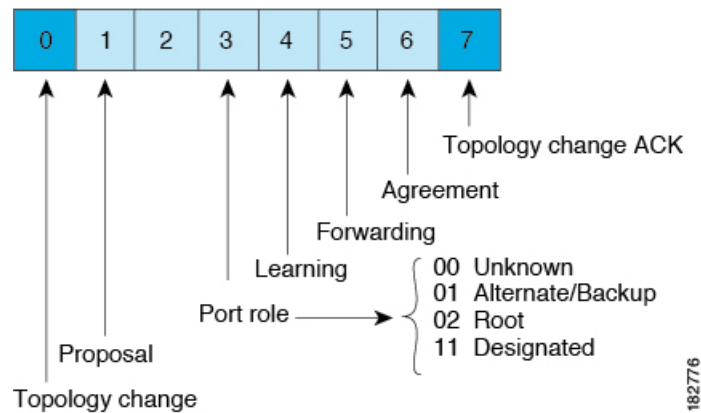 0 1 2 3 4 5 6 7
Topology change ACK
Agreement
Forwarding
Learning
Port role
00 Unknown
01 Alternate/Backup
02 Root
11 Designated
Proposal
Topology change
182776